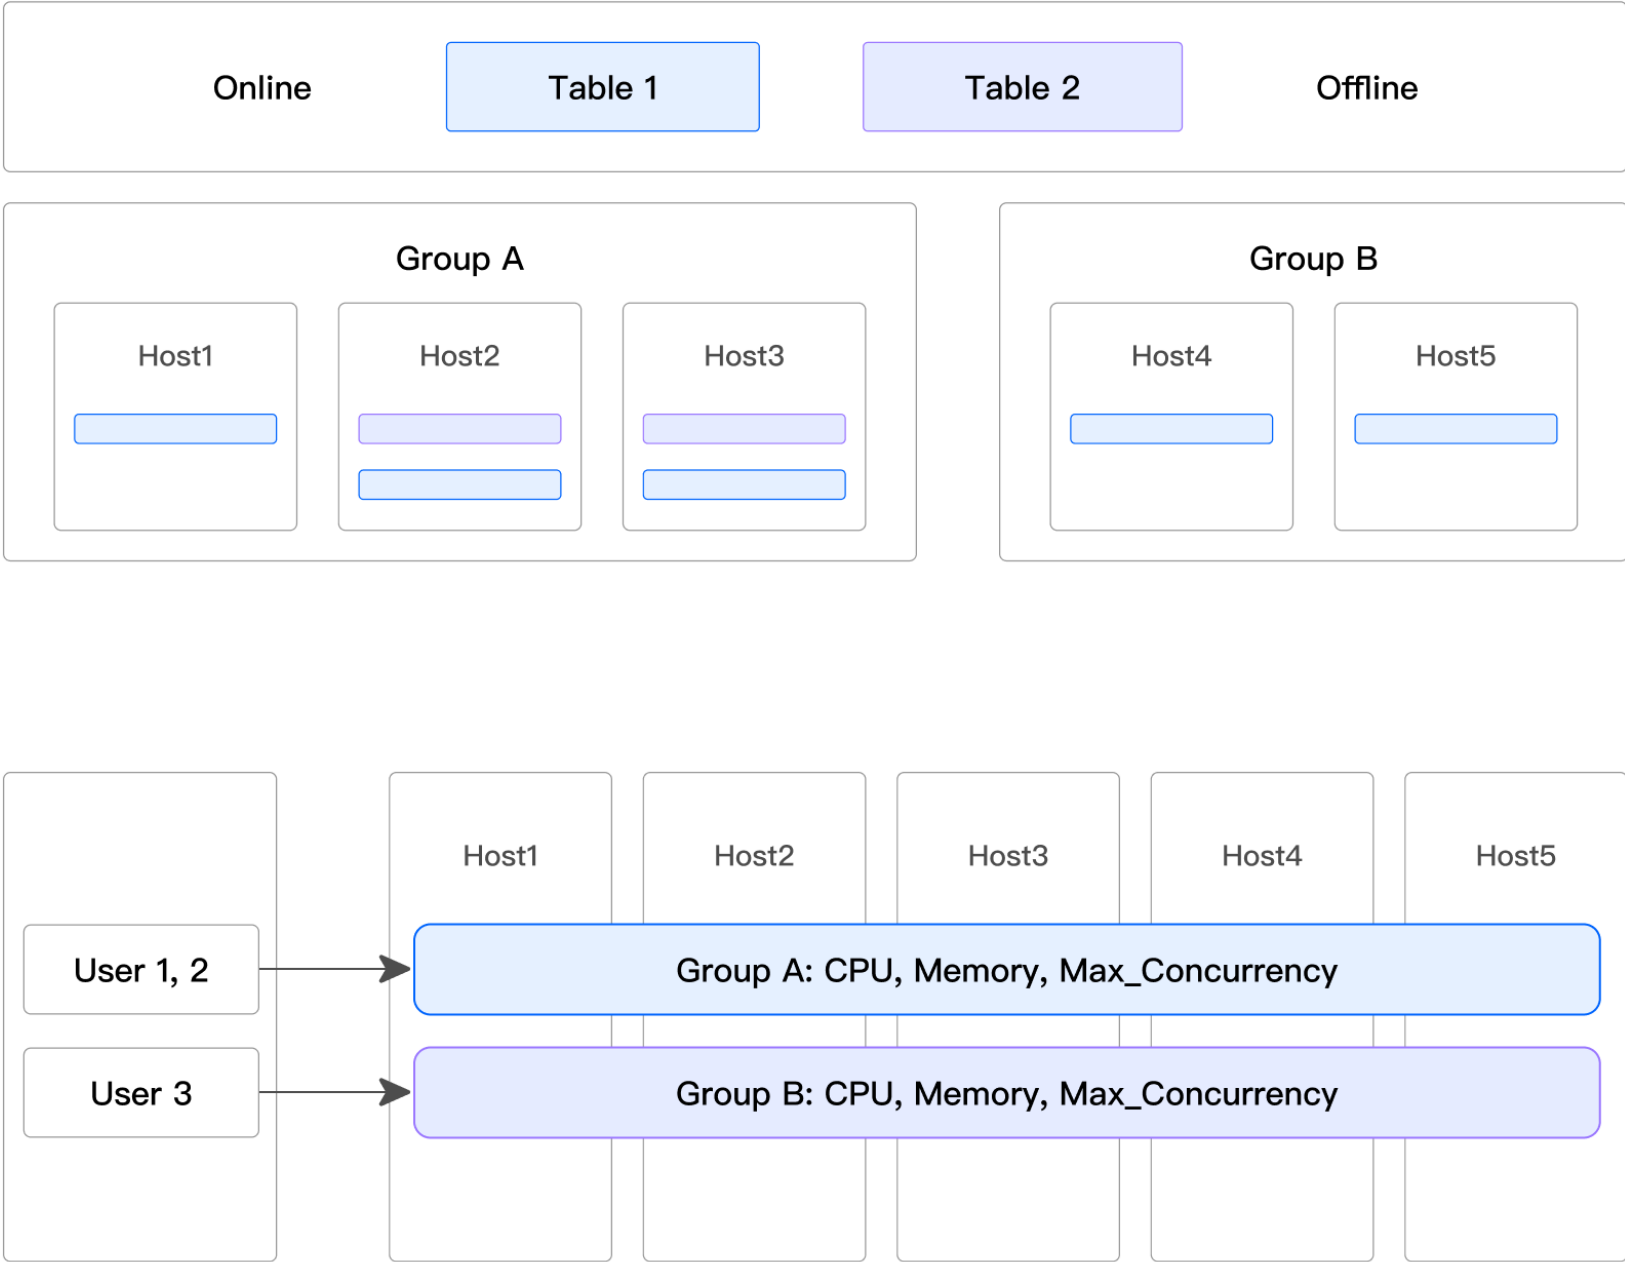 Online
Table 1
Table 2
Offline
Group A
Group B
Host1
Host2
Host3
Host4
Host5
Host1
Host2
Host3
Host4
Host5
User 1, 2
Group A: CPU, Memory, Max_Concurrency
User 3
Group B: CPU, Memory, Max_Concurrency